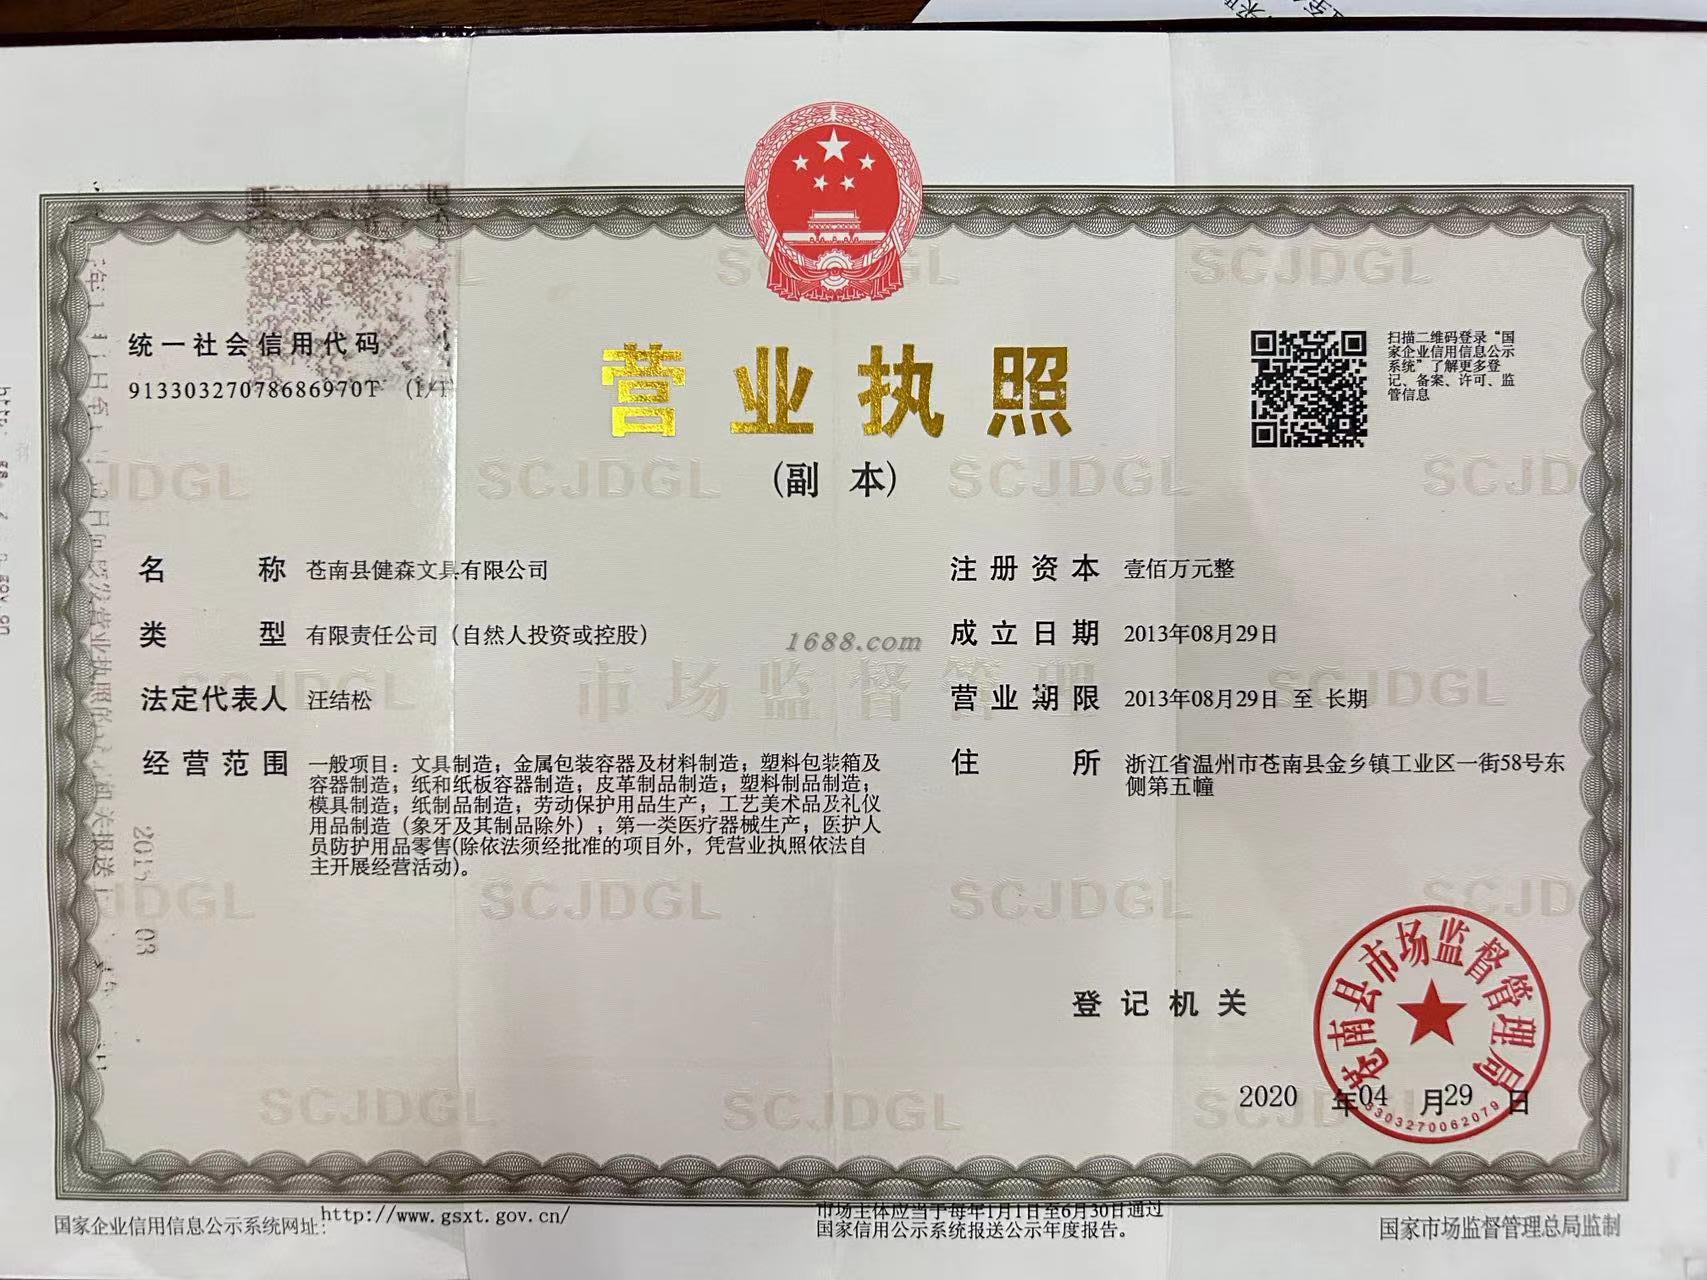 统一社会信用代码
91330327078686970T (1/1)
营业执照
(副 本)
扫描二维码登录“国
家企业信用信息公示
系统”了解更多登
记、备案、许可、监
管信息
名 称 苍南县健森文具有限公司
类 型 有限责任公司（自然人投资或控股）
法定代表人 汪结松
经营范围 一般项目：文具制造；金属包装容器及材料制造；塑料包装箱及
容器制造；纸和纸板容器制造；皮革制品制造；塑料制品制造；
模具制造；纸制品制造；劳动保护用品生产；工艺美术品及礼仪
用品制造（象牙及其制品除外）；第一类医疗器械生产；医护人
员防护用品零售(除依法须经批准的项目外，凭营业执照依法自
主开展经营活动)。
注册资本 壹佰万元整
成立日期 2013年08月29日
营业期限 2013年08月29日 至 长期
住 所 浙江省温州市苍南县金乡镇工业区一街58号东
侧第五幢
1688.com
SCJDGL
市场监督管理
登记机关
苍南县市场监督管理局
2020 年04 月29 日
国家企业信用信息公示系统网址：http://www.gsxt.gov.cn/
市场主体应当于每年1月1日至6月30日通过
国家信用公示系统报送公示年度报告。
国家市场监督管理总局监制